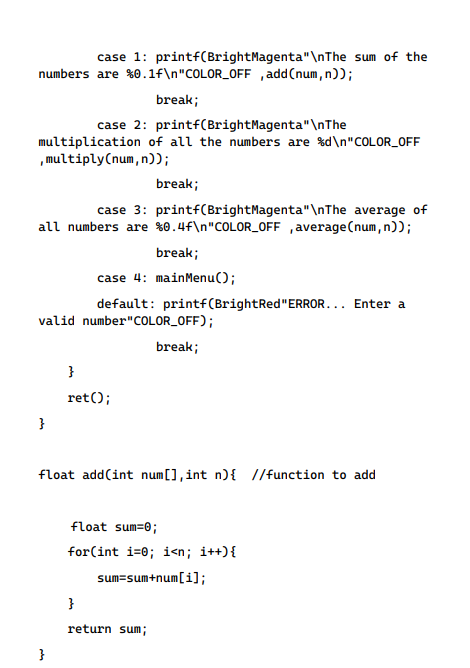 case 1: printf(BrightMagenta"\nThe sum of the
numbers are %0.1f\n"COLOR_OFF ,add(num,n));
break;
case 2: printf(BrightMagenta"\nThe
multiplication of all the numbers are %d\n"COLOR_OFF
,multiply(num,n));
break;
case 3: printf(BrightMagenta"\nThe average of
all numbers are %0.4f\n"COLOR_OFF ,average(num,n));
break;
case 4: mainMenu();
default: printf(BrightRed"ERROR... Enter a
valid number"COLOR_OFF);
break;
}
ret();
}
float add(int num[],int n){  //function to add
float sum=0;
for(int i=0; i<n; i++){
sum=sum+num[i];
}
return sum;
}